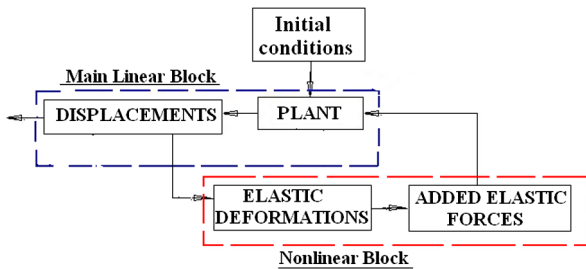 Initial
conditions
Main Linear Block
DISPLACEMENTS
PLANT
ELASTIC
DEFORMATIONS
ADDED ELASTIC
FORCES
Nonlinear Block